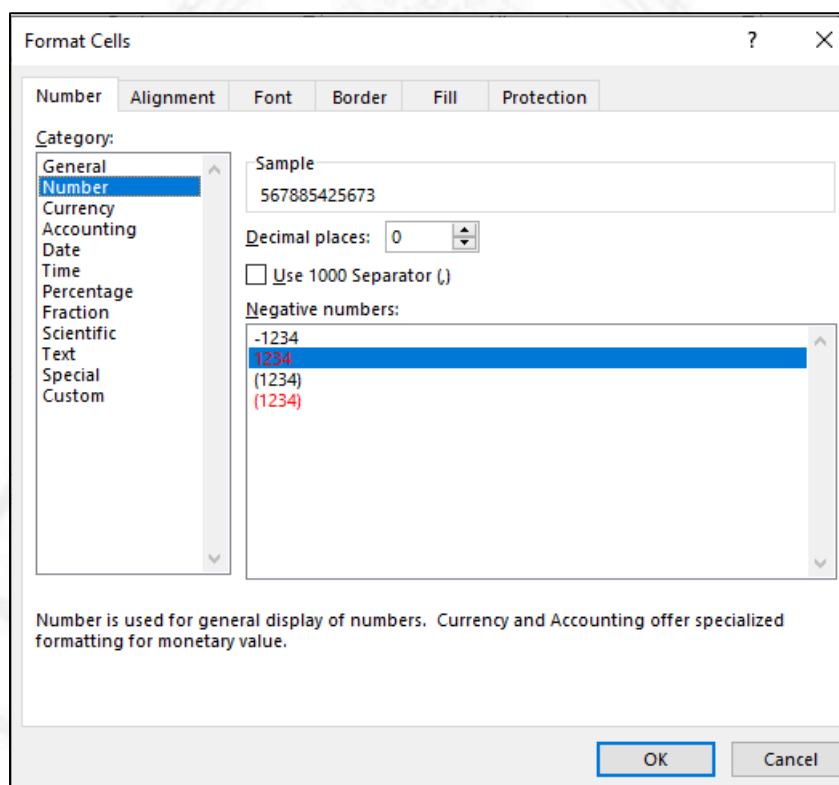 Format Cells ?
Number Alignment Font Border Fill Protection
Category:
General
Number
Currency
Accounting
Date
Time
Percentage
Fraction
Scientific
Text
Special
Custom
Sample
567885425673
Decimal places: 0
Use 1000 Separator (,)
Negative numbers:
-1234
1234
(1234)
(1234)
Number is used for general display of numbers. Currency and Accounting offer specialized
formatting for monetary value.
OK Cancel